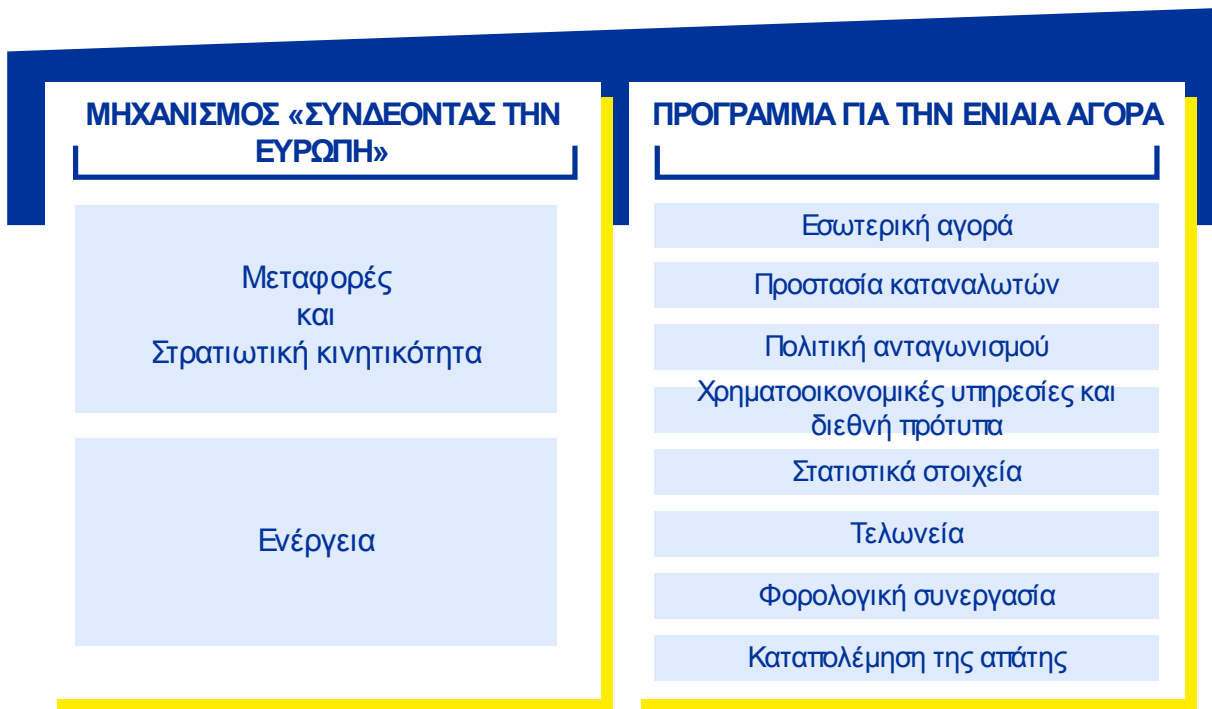 ΜΗΧΑΝΙΣΜΟΣ «ΣΥΝΔΕΟΝΤΑΣ ΤΗΝ
ΕΥΡΩΠΗ»
Μεταφορές
και
Στρατιωτική κινητικότητα
Ενέργεια
ΠΡΟΓΡΑΜΜΑ ΓΙΑ ΤΗΝ ΕΝΙΑΙΑ ΑΓΟΡΑ
Εσωτερική αγορά
Προστασία καταναλωτών
Πολιτική ανταγωνισμού
Χρηματοοικονομικές υπηρεσίες και
διεθνή πρότυπα
Στατιστικά στοιχεία
Τελωνεία
Φορολογική συνεργασία
Καταπολέμηση της απάτης